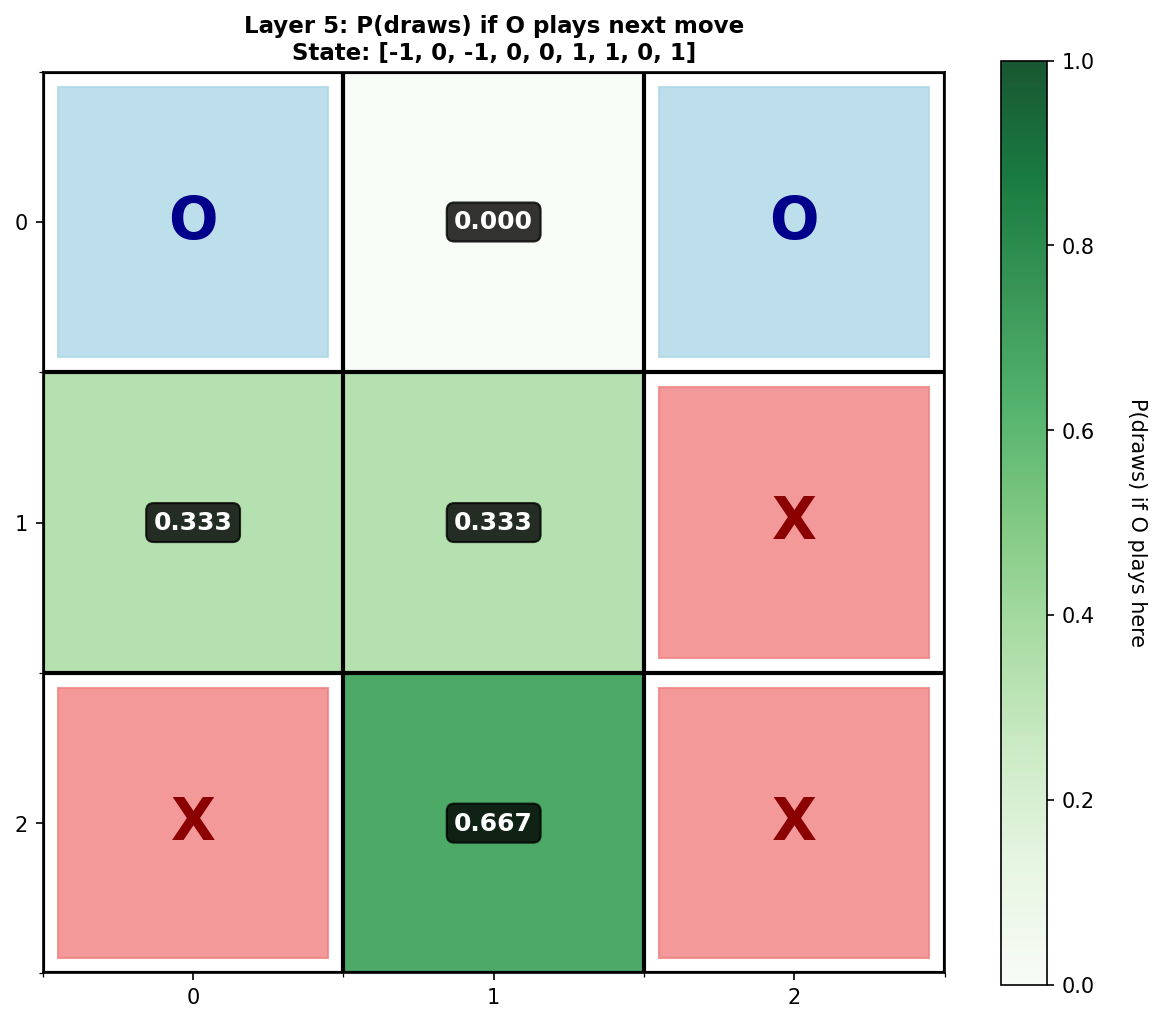 Layer 5: P(draws) if O plays next move
State: [-1, 0, -1, 0, 0, 1, 1, 0, 1]
O
0.000
O
0.333
0.333
X
X
0.667
X
0
1
2
0
1
2
1.0
0.8
0.6
0.4
0.2
0.0
P(draws) if O plays here